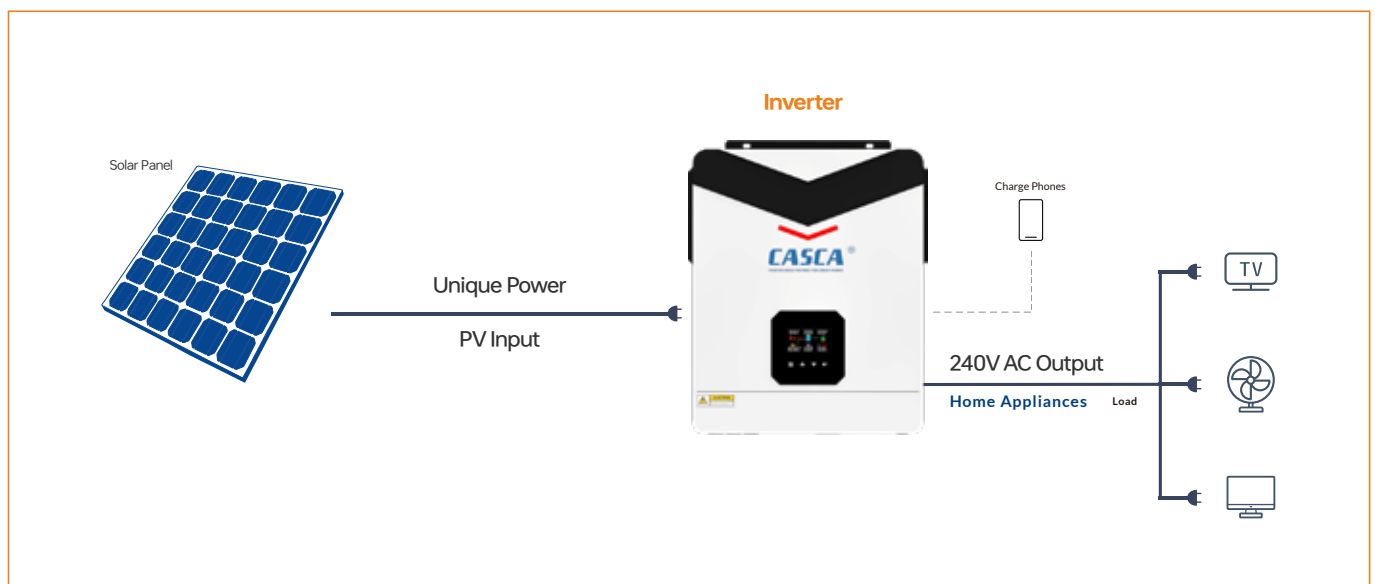 Inverter
Solar Panel
Charge Phones
CASCA®
Unique Power
PV Input
TV
240V AC Output
Home Appliances
Load